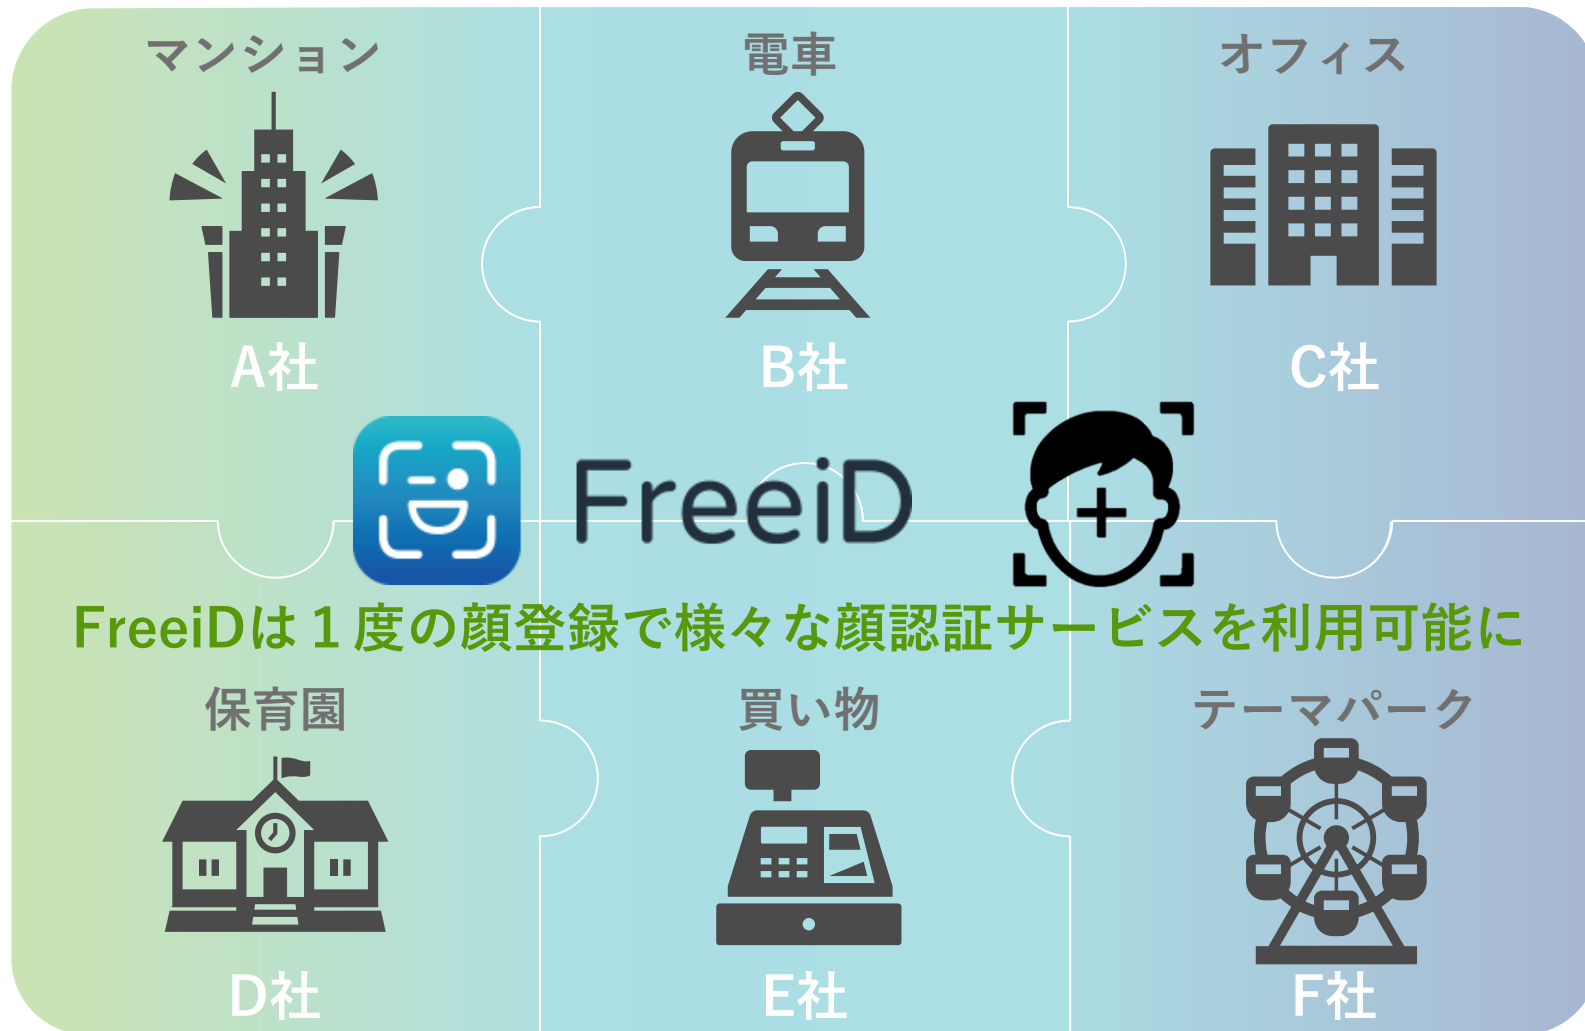 マンション
電車
オフィス
A社
B社
C社
FreeiD
FreeiDは１度の顔登録で様々な顔認証サービスを利用可能に
保育園
買い物
テーマパーク
D社
E社
F社